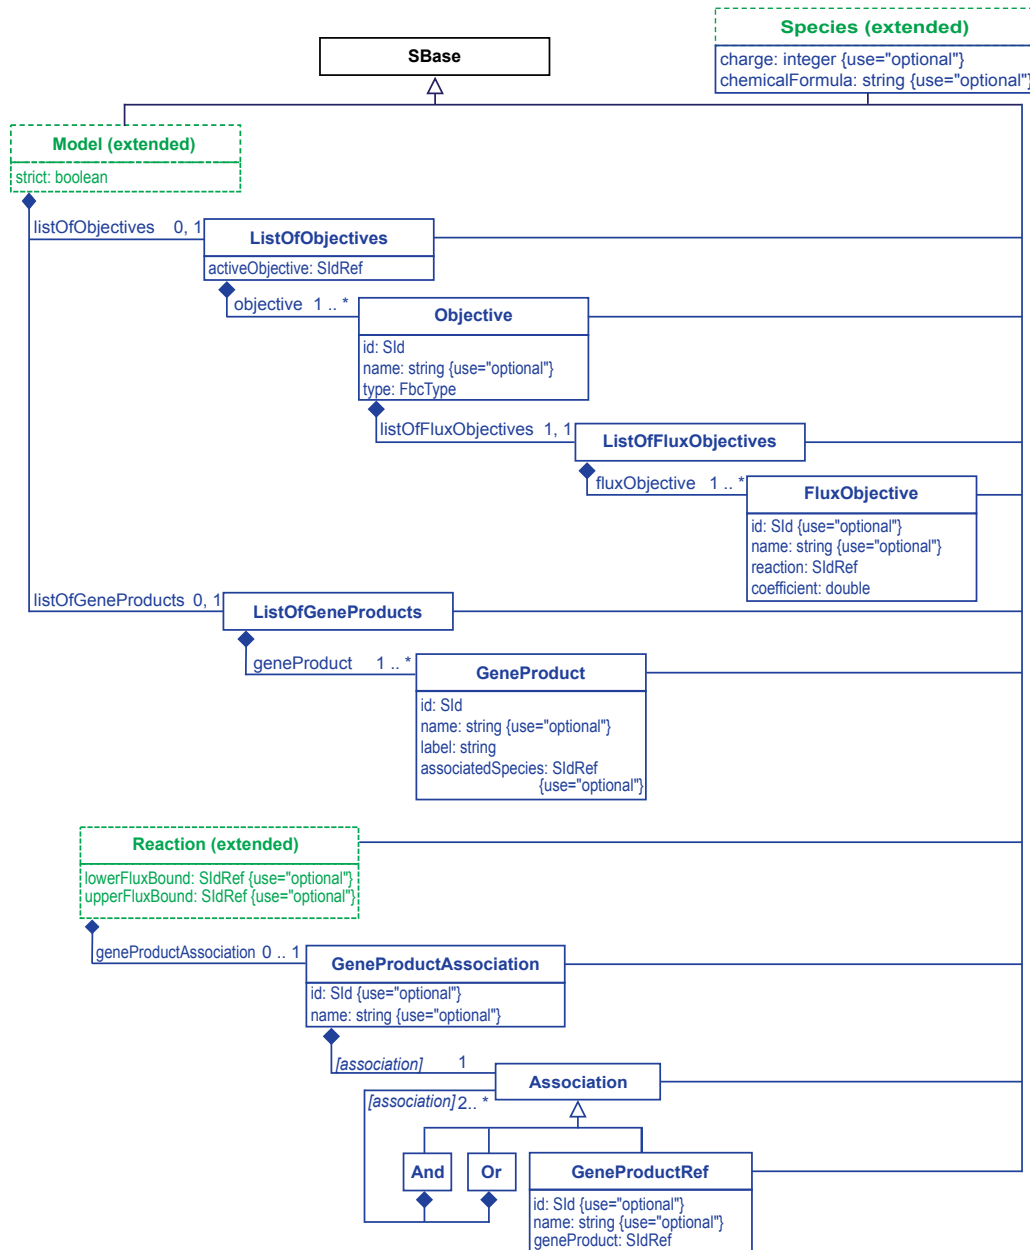 Species (extended)
SBase
charge: integer {use="optional"}
chemicalFormula: string {use="optional"}
Model (extended)
strict: boolean
listOfObjectives 0, 1
ListOfObjectives
activeObjective: SIdRef
objective 1 .. *
Objective
id: SId
name: string {use="optional"}
type: FbcType
listOfFluxObjectives 1, 1
ListOfFluxObjectives
fluxObjective 1 .. *
FluxObjective
id: SId {use="optional"}
name: string {use="optional"}
reaction: SIdRef
coefficient: double
listOfGeneProducts 0, 1
ListOfGeneProducts
geneProduct 1 .. *
GeneProduct
id: SId
name: string {use="optional"}
label: string
associatedSpecies: SIdRef
{use="optional"}
Reaction (extended)
lowerFluxBound: SIdRef {use="optional"}
upperFluxBound: SIdRef {use="optional"}
geneProductAssociation 0 .. 1
GeneProductAssociation
id: SId {use="optional"}
name: string {use="optional"}
[association] 1
Association
[association] 2.. *
And
Or
GeneProductRef
id: SId {use="optional"}
name: string {use="optional"}
geneProduct: SIdRef